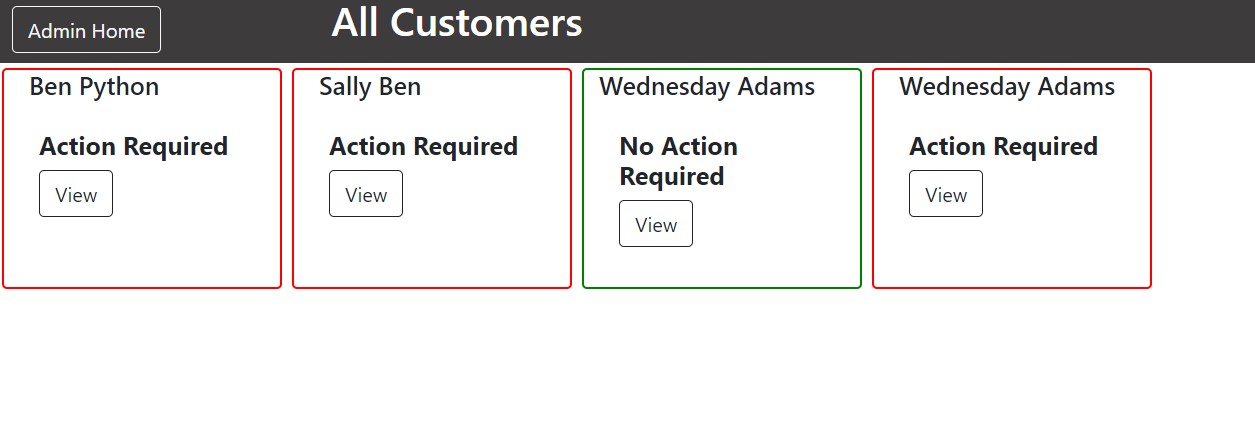 Admin Home
All Customers
Ben Python
Action Required
View
Sally Ben
Action Required
View
Wednesday Adams
No Action
Required
View
Wednesday Adams
Action Required
View